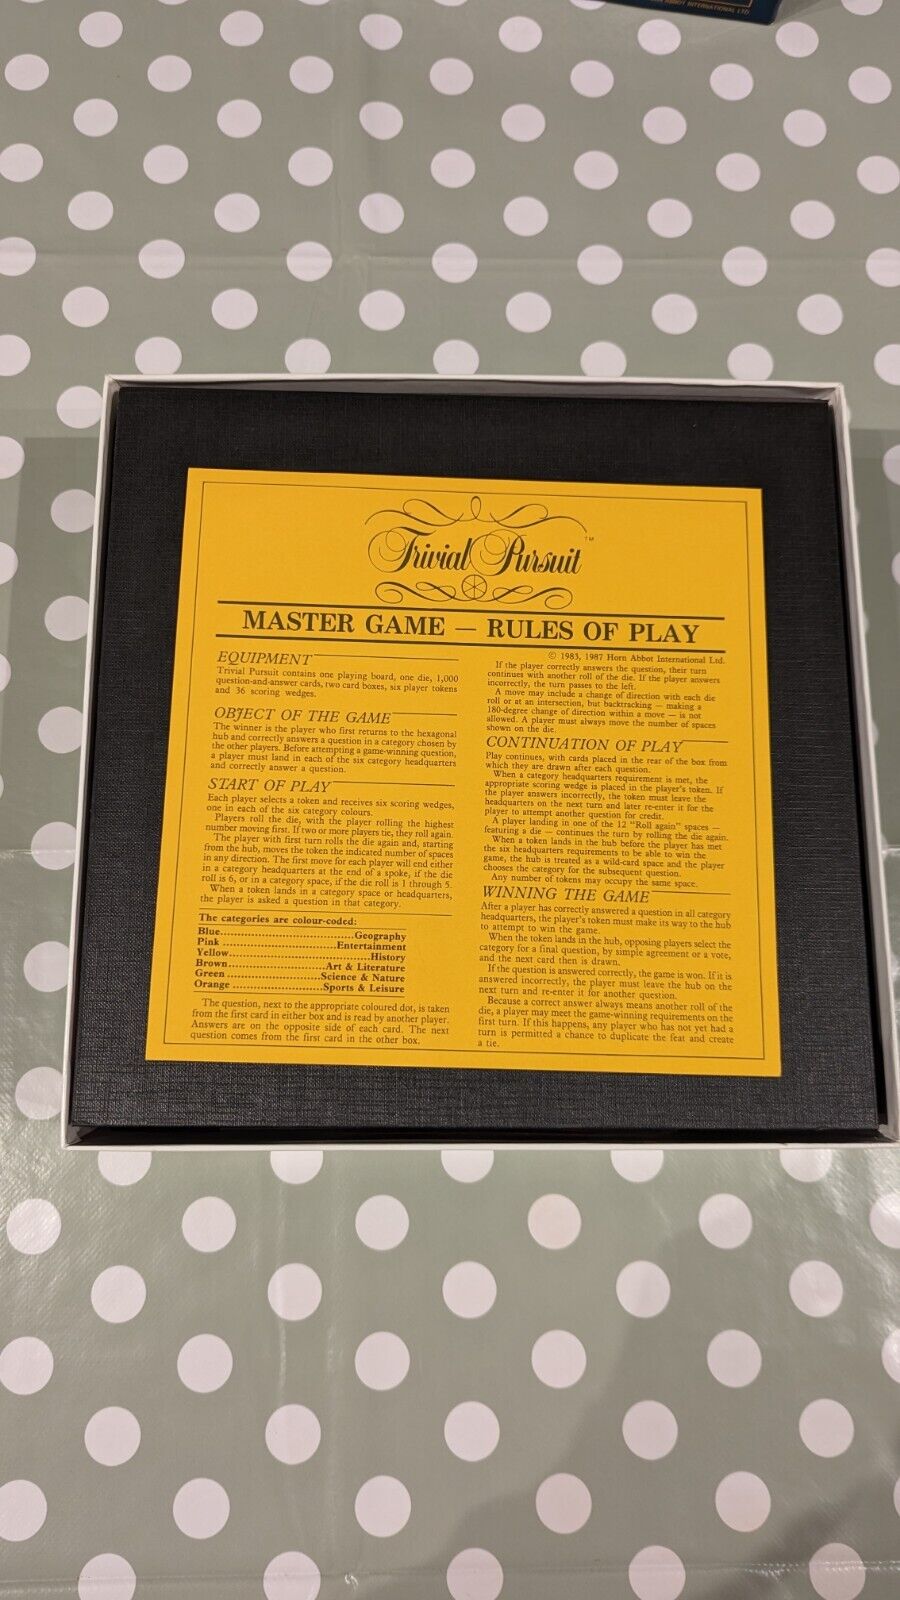 ABBOT INTERNATIONAL LTD
Trivial Pursuit ™
MASTER GAME — RULES OF PLAY
EQUIPMENT
Trivial Pursuit contains one playing board, one die, 1,000
question-and-answer cards, two card boxes, six player tokens
and 36 scoring wedges.
OBJECT OF THE GAME
The winner is the player who first returns to the hexagonal
hub and correctly answers a question in a category chosen by
the other players. Before attempting a game-winning question,
a player must land in each of the six category headquarters
and correctly answer a question.
START OF PLAY
Each player selects a token and receives six scoring wedges,
one in each of the six category colours.
Players roll the die, with the player rolling the highest
number moving first. If two or more players tie, they roll again.
The player with first turn rolls the die again and, starting
from the hub, moves the token the indicated number of spaces
in any direction. The first move for each player will end either
in a category headquarters at the end of a spoke, if the die
roll is 6, or in a category space, if the die roll is 1 through 5.
When a token lands in a category space or headquarters,
the player is asked a question in that category.
The categories are colour-coded:
Blue..................................Geography
Pink .............................Entertainment
Yellow....................................History
Brown.........................Art & Literature
Green ........................Science & Nature
Orange .......................Sports & Leisure
The question, next to the appropriate coloured dot, is taken
from the first card in either box and is read by another player.
Answers are on the opposite side of each card. The next
question comes from the first card in the other box.
© 1983, 1987 Horn Abbot International Ltd.
If the player correctly answers the question, their turn
continues with another roll of the die. If the player answers
incorrectly, the turn passes to the left.
A move may include a change of direction with each die
roll or at an intersection, but backtracking — making a
180-degree change of direction within a move — is not
allowed. A player must always move the number of spaces
shown on the die.
CONTINUATION OF PLAY
Play continues, with cards placed in the rear of the box from
which they are drawn after each question.
When a category headquarters requirement is met, the
appropriate scoring wedge is placed in the player's token. If
the player answers incorrectly, the token must leave the
headquarters on the next turn and later re-enter it for the
player to attempt another question for credit.
A player landing in one of the 12 "Roll again" spaces —
featuring a die — continues the turn by rolling the die again.
When a token lands in the hub before the player has met
the six headquarters requirements to be able to win the
game, the hub is treated as a wild-card space and the player
chooses the category for the subsequent question.
Any number of tokens may occupy the same space.
WINNING THE GAME
After a player has correctly answered a question in all category
headquarters, the player's token must make its way to the hub
to attempt to win the game.
When the token lands in the hub, opposing players select the
category for a final question, by simple agreement or a vote,
and the next card then is drawn.
If the question is answered correctly, the game is won. If it is
answered incorrectly, the player must leave the hub on the
next turn and re-enter it for another question.
Because a correct answer always means another roll of the
die, a player may meet the game-winning requirements on the
first turn. If this happens, any player who has not yet had a
turn is permitted a chance to duplicate the feat and create
a tie.